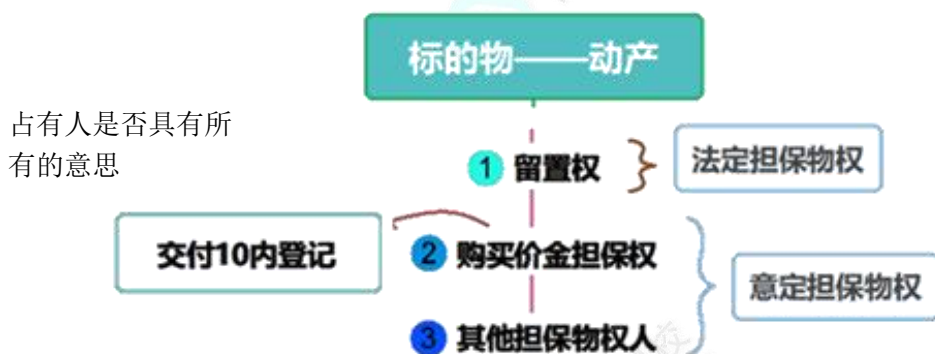 标的物——动产
占有人是否具有所
有的意思
1 留置权
法定担保物权
交付10内登记
2 购买价金担保权
意定担保物权
3 其他担保物权人